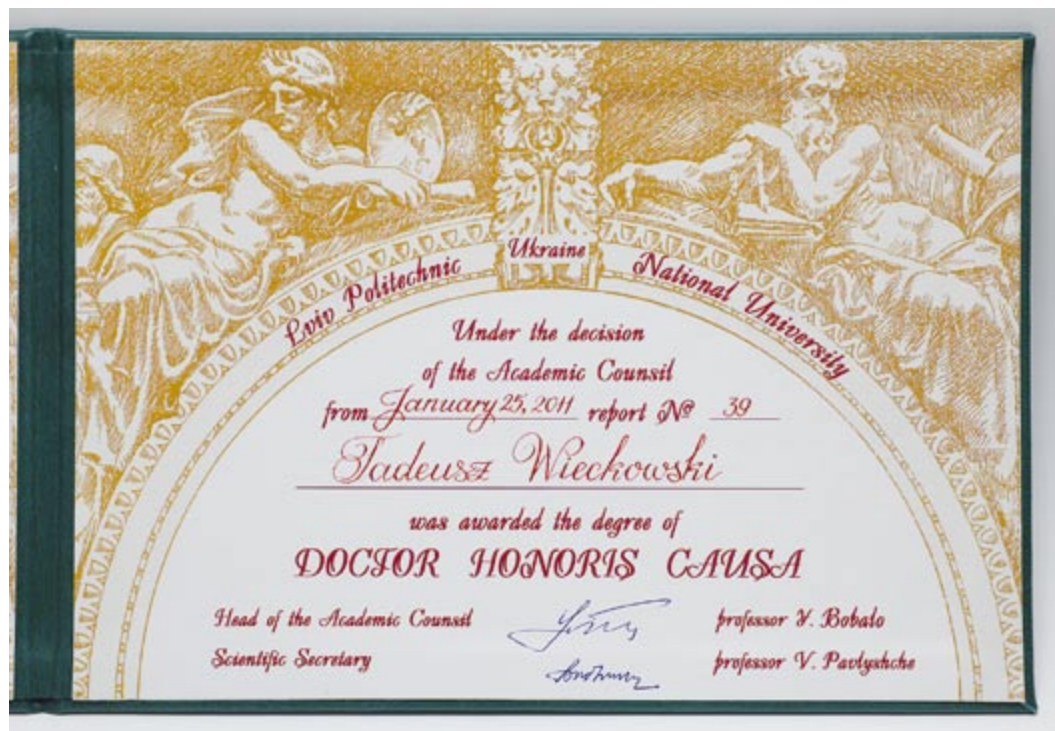 Lviv Politechnic Ukraine National University
Under the decision
of the Academic Counsil
from January 25, 2011 report № 39
Tadeusz Wieckowski
was awarded the degree of
DOCTOR HONORIS CAUSA
Head of the Academic Counsil professor Y. Bobalo
Scientific Secretary professor V. Pavlyshche